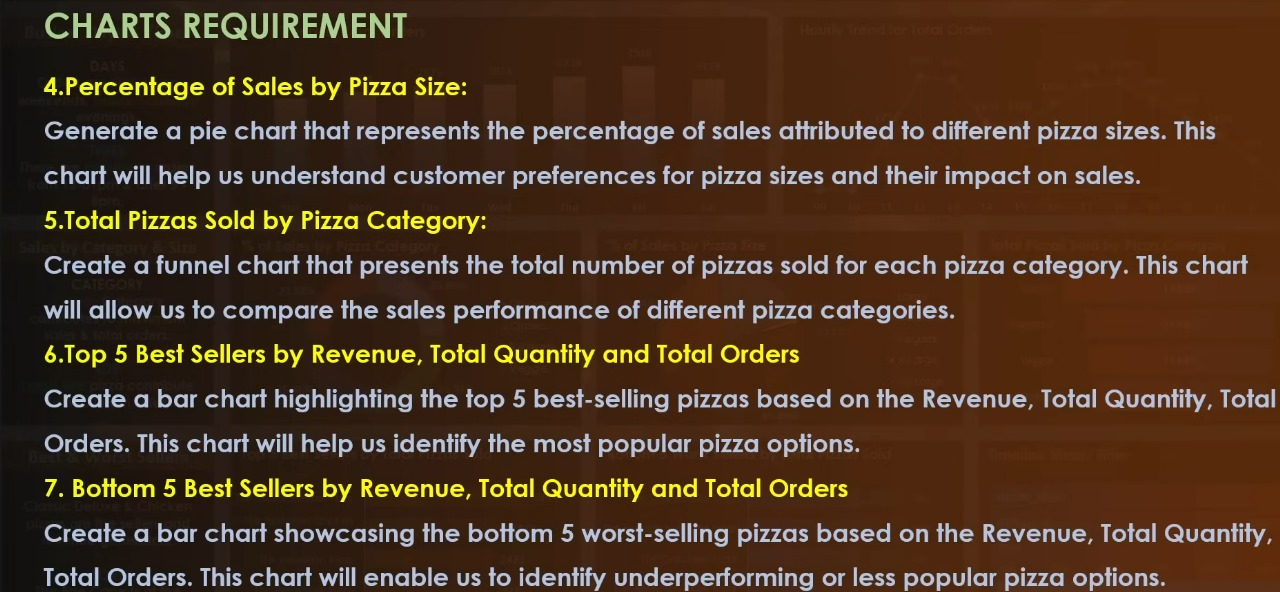 CHARTS REQUIREMENT
4.Percentage of Sales by Pizza Size:
Generate a pie chart that represents the percentage of sales attributed to different pizza sizes. This
chart will help us understand customer preferences for pizza sizes and their impact on sales.
5.Total Pizzas Sold by Pizza Category:
Create a funnel chart that presents the total number of pizzas sold for each pizza category. This chart
will allow us to compare the sales performance of different pizza categories.
6.Top 5 Best Sellers by Revenue, Total Quantity and Total Orders
Create a bar chart highlighting the top 5 best-selling pizzas based on the Revenue, Total Quantity, Total
Orders. This chart will help us identify the most popular pizza options.
7. Bottom 5 Best Sellers by Revenue, Total Quantity and Total Orders
Create a bar chart showcasing the bottom 5 worst-selling pizzas based on the Revenue, Total Quantity,
Total Orders. This chart will enable us to identify underperforming or less popular pizza options.